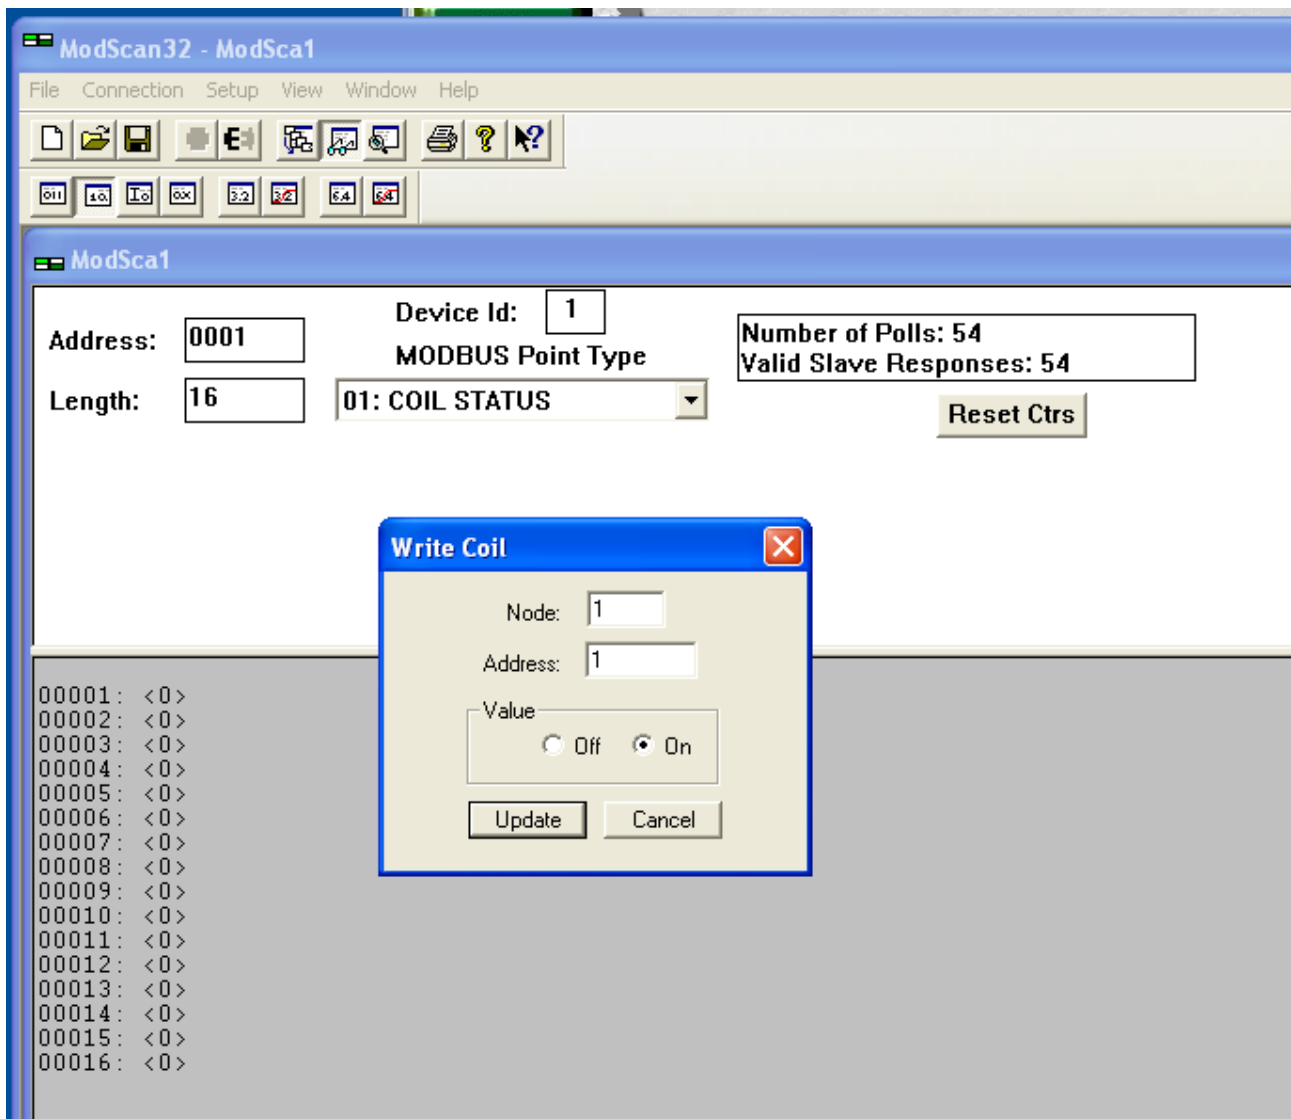 ModScan32 - ModSca1
File Connection Setup View Window Help
ModSca1
Address: 0001
Device Id: 1
MODBUS Point Type
Length: 16
01: COIL STATUS
Number of Polls: 54
Valid Slave Responses: 54
Reset Ctrs
Write Coil
Node: 1
Address: 1
Value
Off On
Update Cancel
00001: <0>
00002: <0>
00003: <0>
00004: <0>
00005: <0>
00006: <0>
00007: <0>
00008: <0>
00009: <0>
00010: <0>
00011: <0>
00012: <0>
00013: <0>
00014: <0>
00015: <0>
00016: <0>